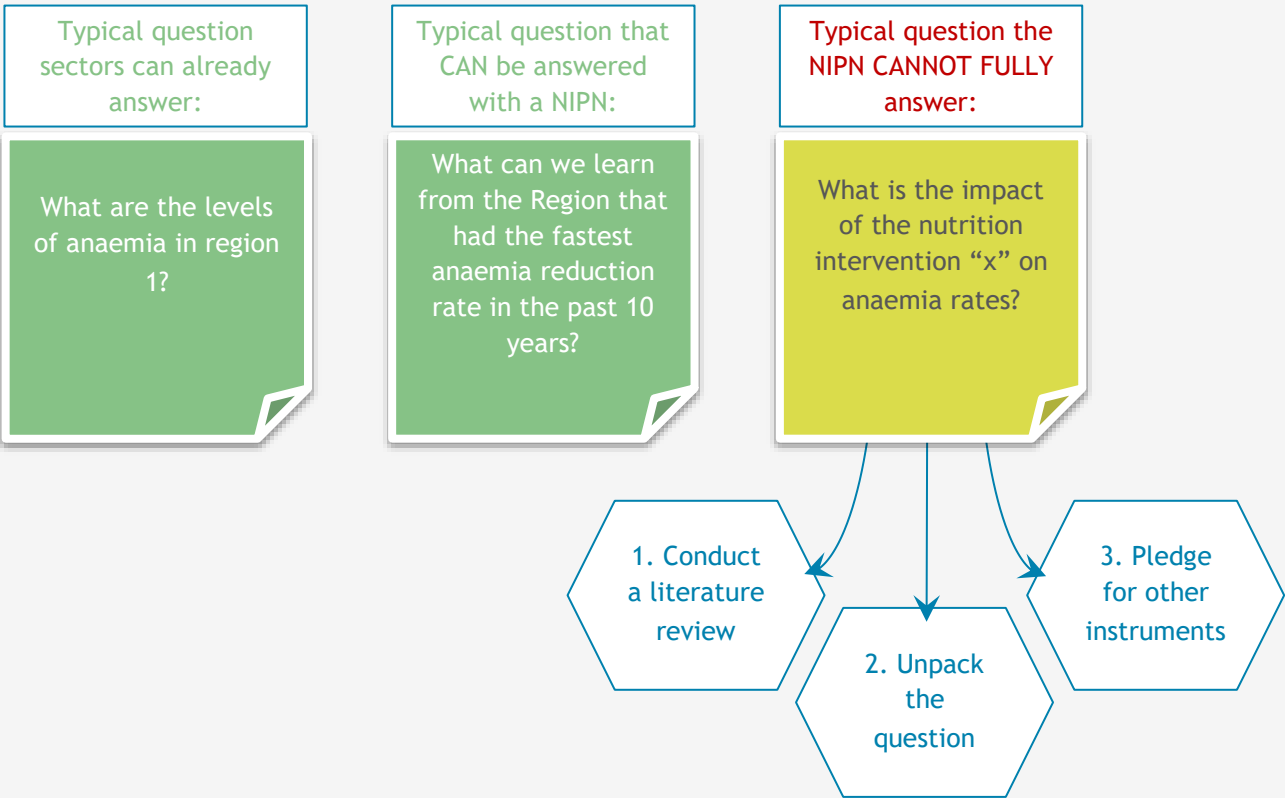 Typical question
sectors can already
answer:
What are the levels
of anaemia in region
1?
Typical question that
CAN be answered
with a NIPN:
What can we learn
from the Region that
had the fastest
anaemia reduction
rate in the past 10
years?
Typical question the
NIPN CANNOT FULLY
answer:
What is the impact
of the nutrition
intervention “x” on
anaemia rates?
1. Conduct
a literature
review
2. Unpack
the
question
3. Pledge
for other
instruments